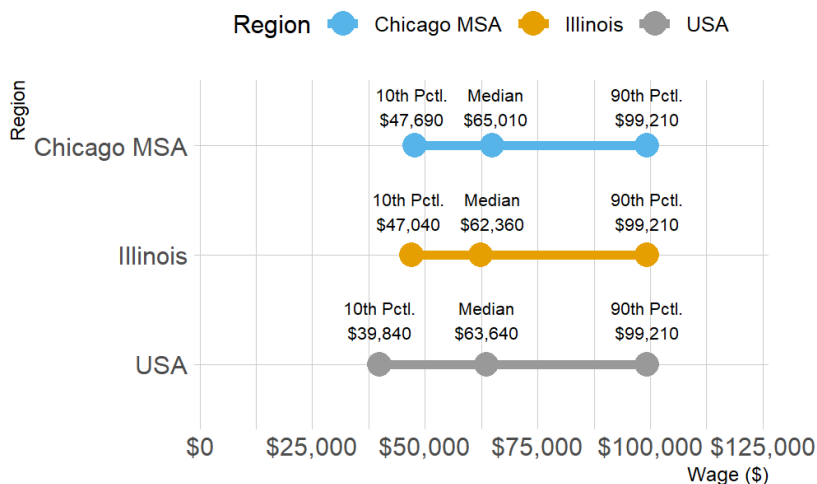 Region Chicago MSA Illinois USA
Region
10th Pctl. Median 90th Pctl.
$47,690 $65,010 $99,210
Chicago MSA
10th Pctl. Median 90th Pctl.
$47,040 $62,360 $99,210
Illinois
10th Pctl. Median 90th Pctl.
$39,840 $63,640 $99,210
USA
$0 $25,000 $50,000 $75,000 $100,000 $125,000
Wage ($)